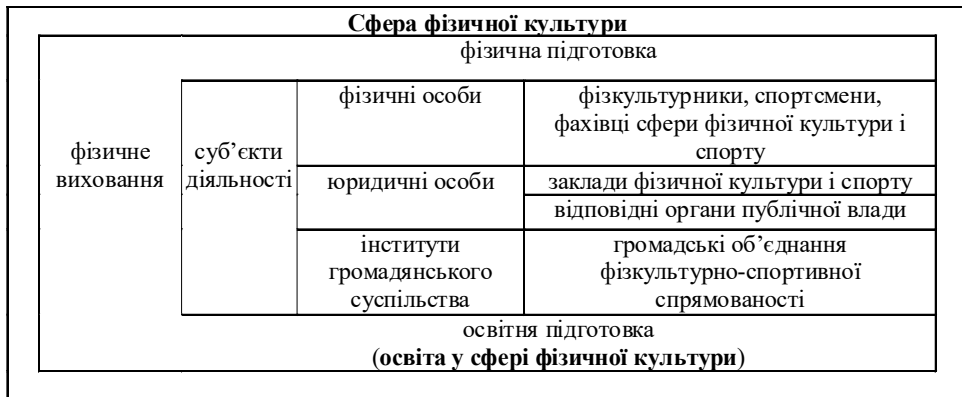 Сфера фізичної культури
фізична підготовка
фізичне
виховання
суб’єкти
діяльності
фізичні особи
фізкультурники, спортсмени,
фахівці сфери фізичної культури і
спорту
юридичні особи
заклади фізичної культури і спорту
відповідні органи публічної влади
інститути
громадянського
суспільства
громадські об’єднання
фізкультурно-спортивної
спрямованості
освітня підготовка
(освіта у сфері фізичної культури)